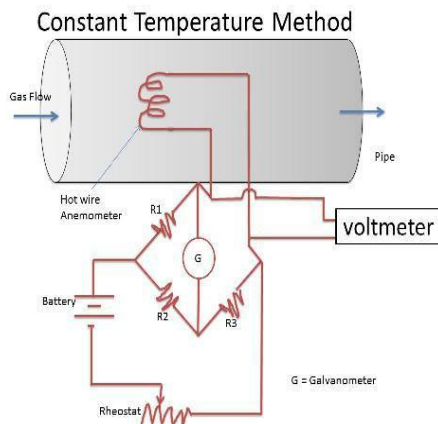 Constant Temperature Method
Gas Flow
Pipe
Hot wire
Anemometer
R1
voltmeter
G
Battery
R2
R3
G = Galvanometer
Rheostat